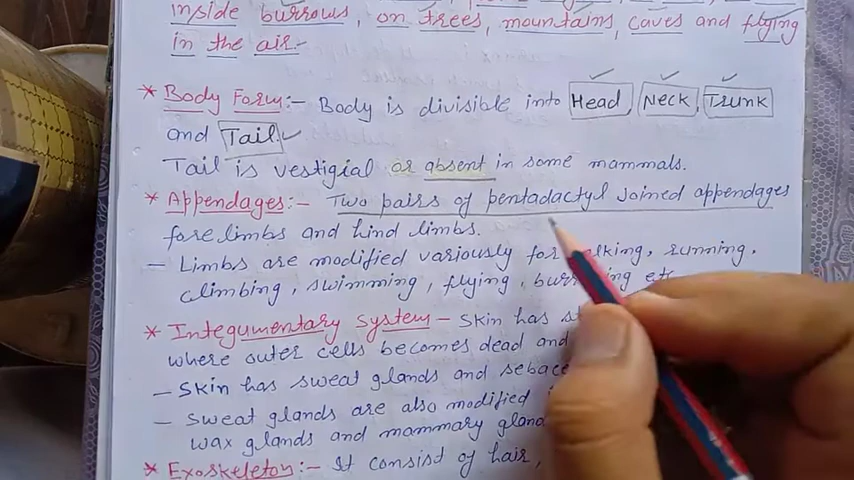 inside burrows, on trees, mountains, caves and flying
in the air.
* Body Form:- Body is divisible into Head, Neck, Trunk
and Tail.
Tail is vestigial or absent in some mammals.
* Appendages:- Two pairs of pentadactyl joined appendages
forelimbs and hind limbs.
- Limbs are modified variously for walking, running,
climbing, swimming, flying, burrowing etc.
* Integumentary System - Skin has
where outer cells becomes dead and
- Skin has sweat glands and
- Sweat glands are also modified
wax glands and mammary
* Exoskeleton:- It consist of hair,